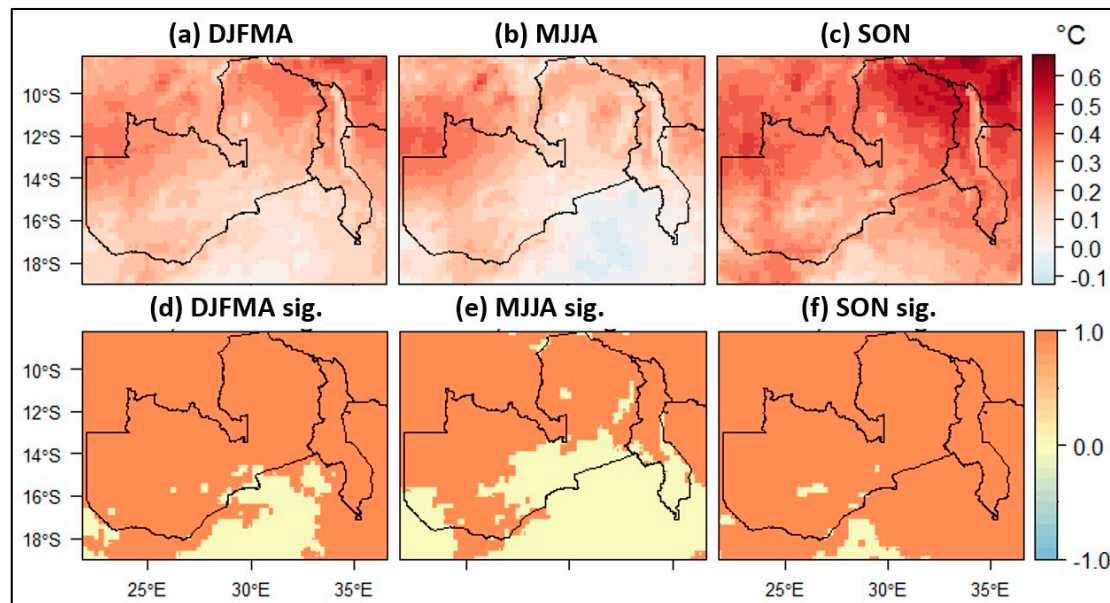 (a) DJFMA (b) MJJA (c) SON °C
10°S 0.6
0.5
12°S 0.4
14°S 0.3
0.2
16°S 0.1
0.0
18°S -0.1
(d) DJFMA sig. (e) MJJA sig. (f) SON sig.
1.0
10°S
12°S
14°S 0.0
16°S
18°S -1.0
25°E 30°E 35°E 25°E 30°E 35°E